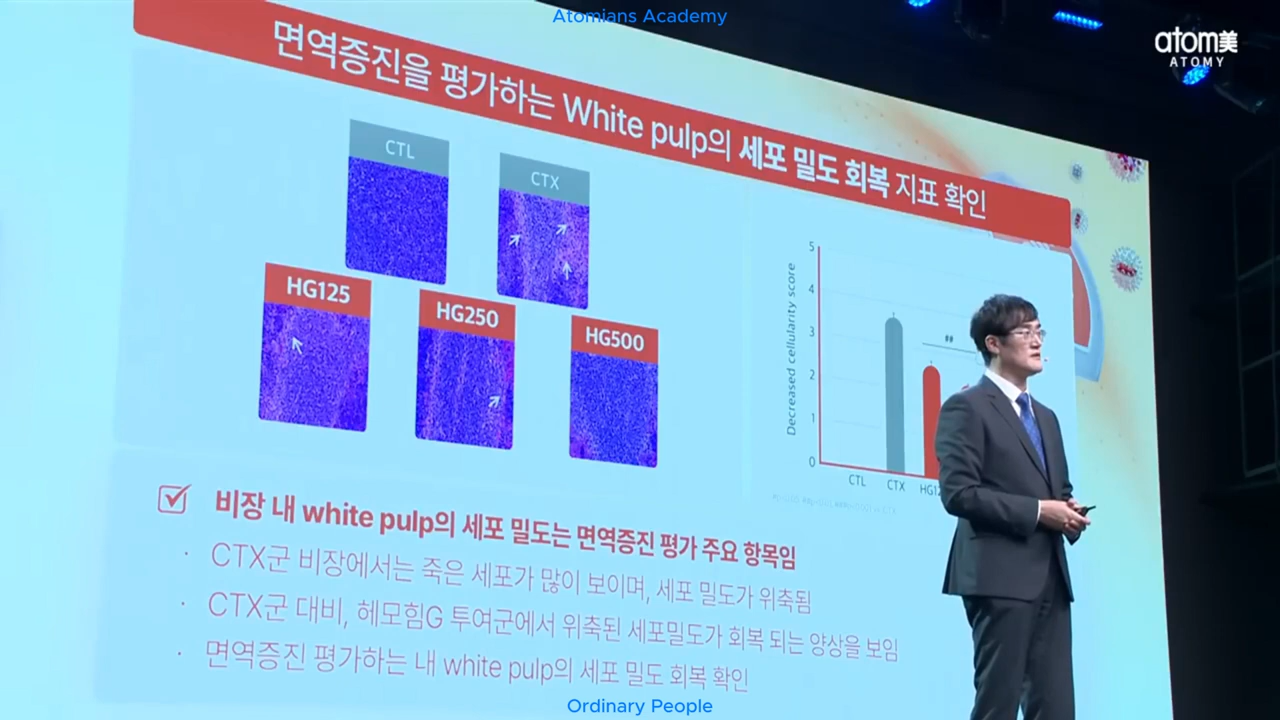 Atomians Academy
atom美
ATOMY
면역증진을 평가하는 White pulp의 세포 밀도 회복 지표 확인
CTL
CTX
HG125
HG250
HG500
Decreased cellularity score
5
4
3
2
1
0
##
CTL
CTX
비장 내 white pulp의 세포 밀도는 면역증진 평가 주요 항목임
· CTX군 비장에서는 죽은 세포가 많이 보이며, 세포 밀도가 위축됨
· CTX군 대비, 헤모힘G 투여군에서 위축된 세포밀도가 회복 되는 양상을 보임
· 면역증진 평가하는 내 white pulp의 세포 밀도 회복 확인
Ordinary People